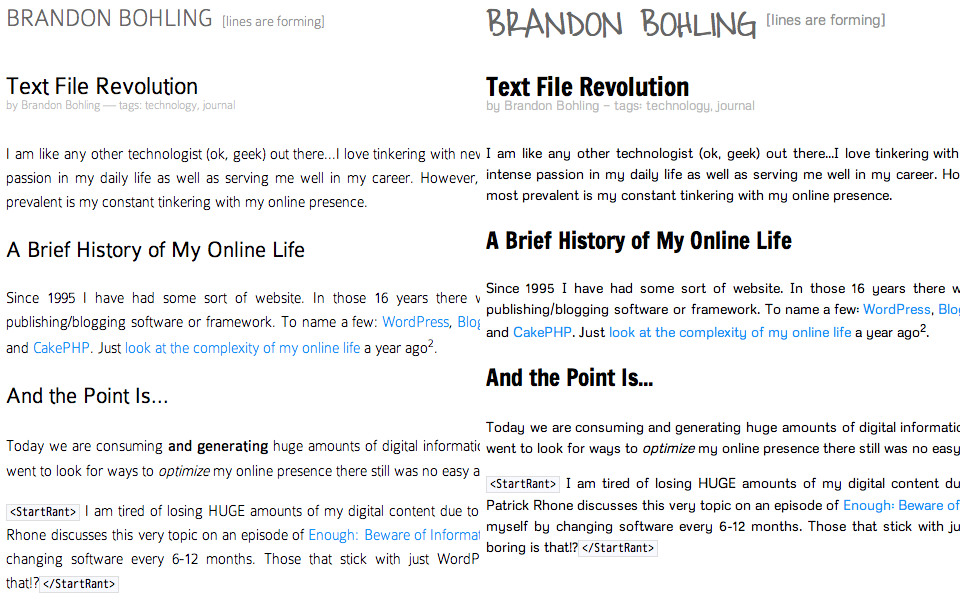 BRANDON BOHLING [lines are forming]
Text File Revolution
by Brandon Bohling — tags: technology, journal
I am like any other technologist (ok, geek) out there...I love tinkering with new
passion in my daily life as well as serving me well in my career. However,
prevalent is my constant tinkering with my online presence.
A Brief History of My Online Life
Since 1995 I have had some sort of website. In those 16 years there
publishing/blogging software or framework. To name a few: WordPress, Blog
and CakePHP. Just look at the complexity of my online life a year ago2.
And the Point Is...
Today we are consuming and generating huge amounts of digital informatic
went to look for ways to optimize my online presence there still was no easy a
<StartRant> I am tired of losing HUGE amounts of my digital content due to
Rhone discusses this very topic on an episode of Enough: Beware of Informat
changing software every 6-12 months. Those that stick with just WordP
that!? </StartRant>
BRANDON BOHLING [lines are forming]
Text File Revolution
by Brandon Bohling – tags: technology, journal
I am like any other technologist (ok, geek) out there...I love tinkering with
intense passion in my daily life as well as serving me well in my career. Ho
most prevalent is my constant tinkering with my online presence.
A Brief History of My Online Life
Since 1995 I have had some sort of website. In those 16 years there w
publishing/blogging software or framework. To name a few: WordPress, Blo
and CakePHP. Just look at the complexity of my online life a year ago2.
And the Point Is...
Today we are consuming and generating huge amounts of digital informatio
went to look for ways to optimize my online presence there still was no easy
<StartRant> I am tired of losing HUGE amounts of my digital content du
Patrick Rhone discusses this very topic on an episode of Enough: Beware of
myself by changing software every 6-12 months. Those that stick with ju
boring is that!? </StartRant>